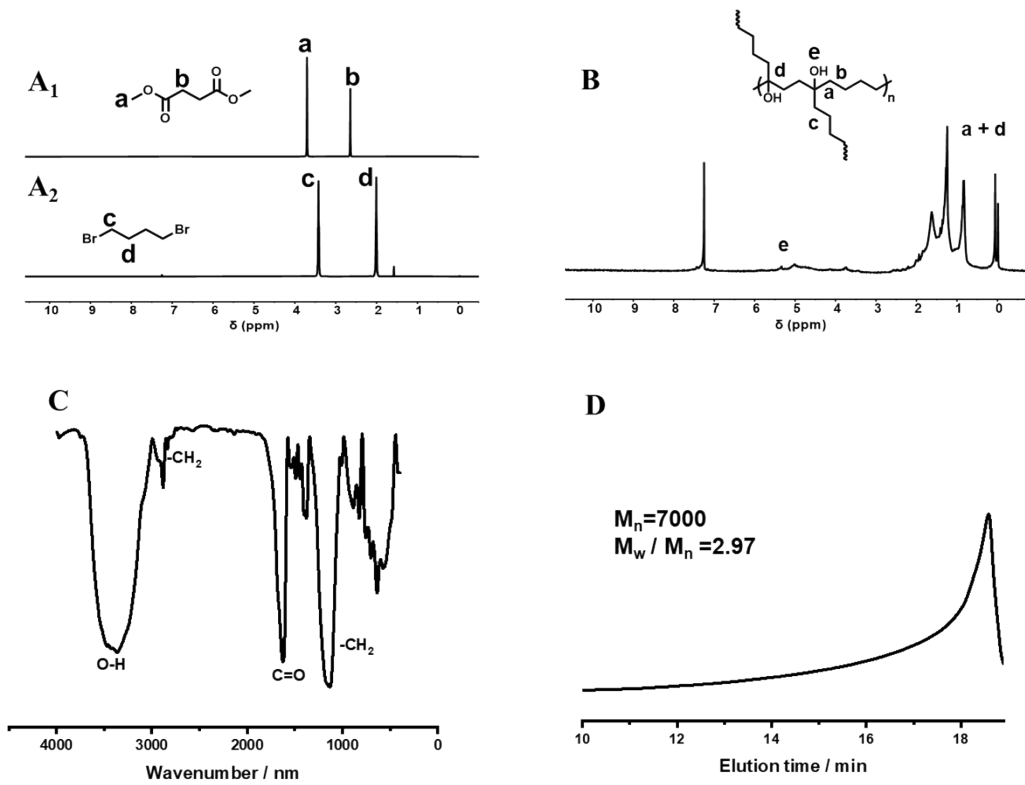 A₁
a
b
b
a
O
O
O
O
A₂
c
d
c
Br
Br
d
10 9 8 7 6 5 4 3 2 1 0
δ (ppm)
B
e
d
OH
b
a
OH
n
c
a + d
e
10 9 8 7 6 5 4 3 2 1 0
δ (ppm)
C
-CH₂
O-H
C=O
-CH₂
4000 3000 2000 1000 0
Wavenumber / nm
D
Mₙ=7000
M_w / Mₙ =2.97
10 12 14 16 18
Elution time / min